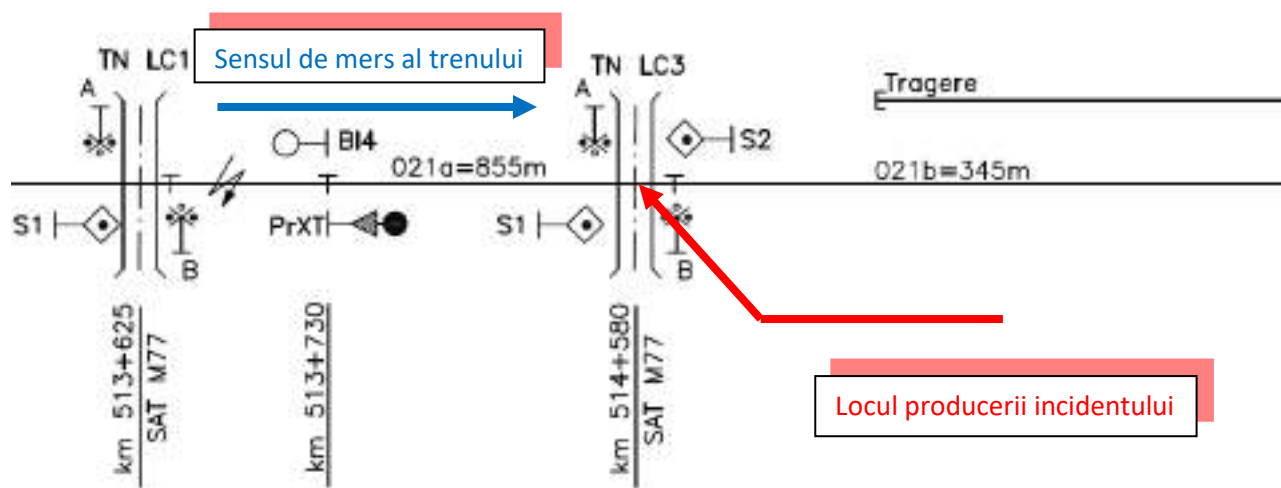 Sensul de mers al trenului
TN LC1
TN LC3
A
A
Tragere
BI4
S2
021a=855m
021b=345m
S1
PrXT
S1
B
B
km 513+625
SAT M77
km 513+730
km 514+580
SAT M77
Locul producerii incidentului